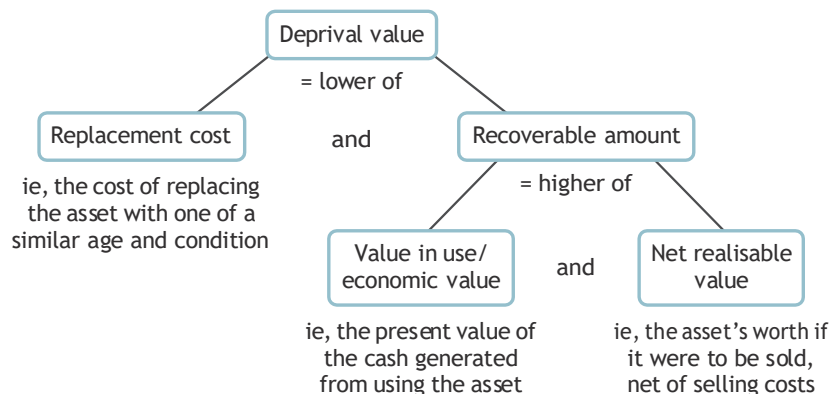 Deprival value
= lower of
Replacement cost
and
Recoverable amount
ie, the cost of replacing
the asset with one of a
similar age and condition
= higher of
Value in use/
economic value
and
Net realisable
value
ie, the present value of
the cash generated
from using the asset
ie, the asset's worth if
it were to be sold,
net of selling costs